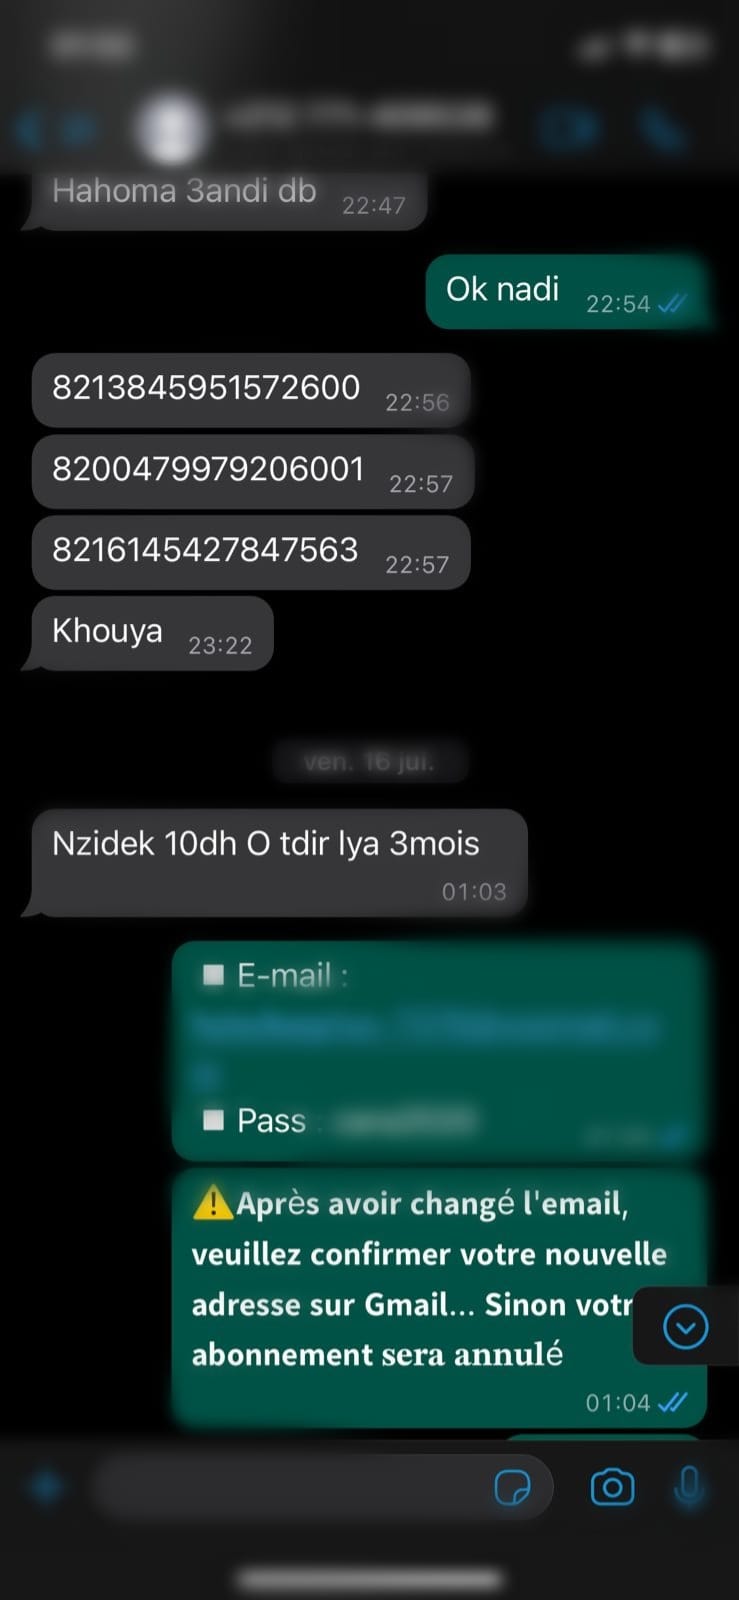 Hahoma 3andi db 22:47
Ok nadi 22:54
8213845951572600 22:56
8200479979206001 22:57
8216145427847563 22:57
Khouya 23:22
ven. 16 jui.
Nzidek 10dh O tdir lya 3mois
01:03
E-mail :
Pass
⚠️Après avoir changé l'email,
veuillez confirmer votre nouvelle
adresse sur Gmail... Sinon votr
abonnement sera annulé
01:04